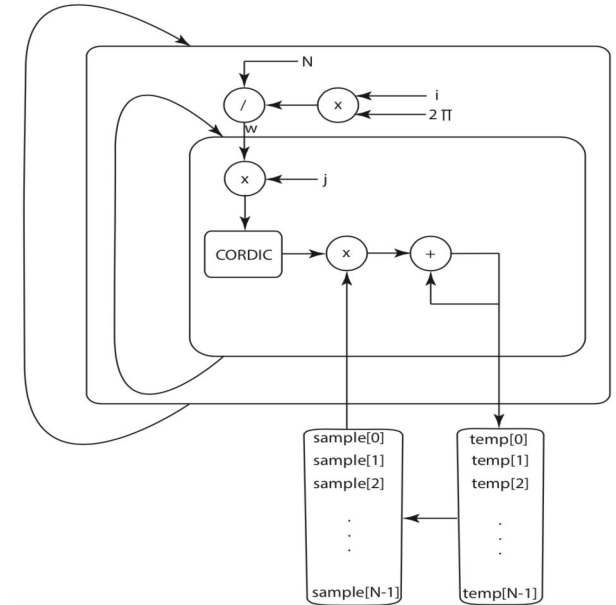 N
/
x
i
2 Π
w
x
j
CORDIC
x
+
sample[0]
sample[1]
sample[2]
.
.
.
sample[N-1]
temp[0]
temp[1]
temp[2]
.
.
.
temp[N-1]